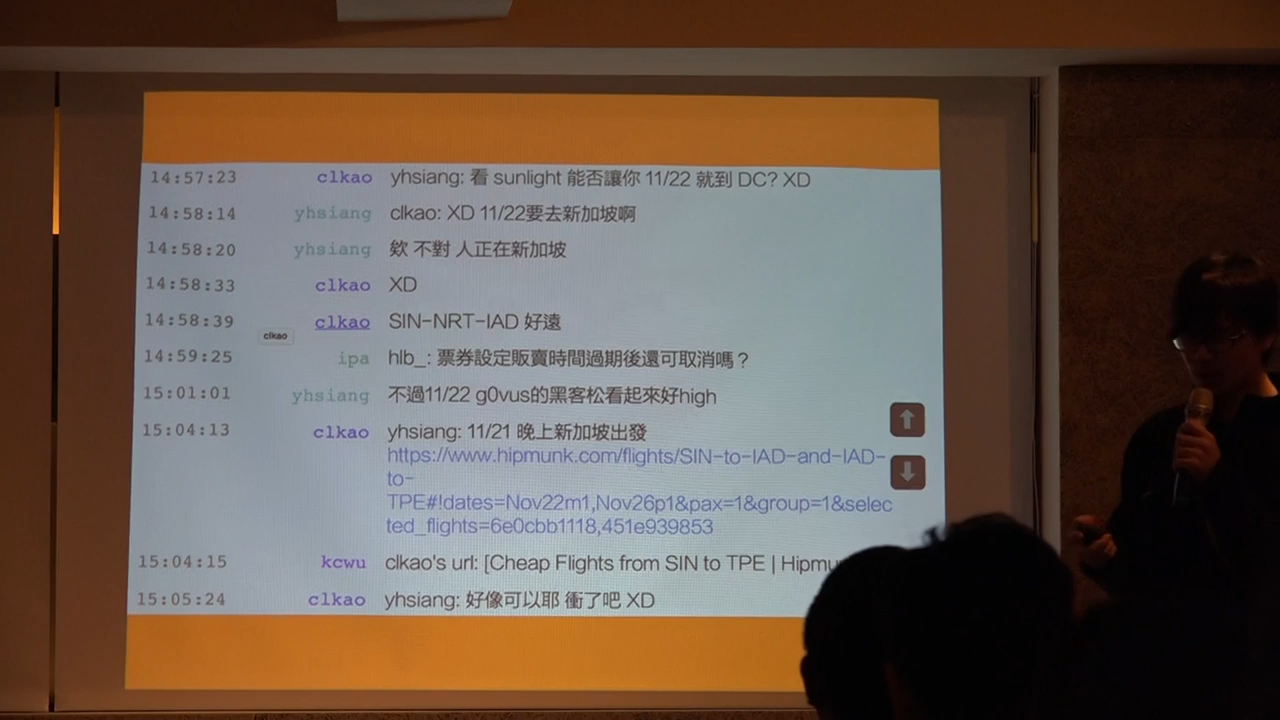 14:57:23 clkao yhsiang: 看 sunlight 能否讓你 11/22 就到 DC? XD
14:58:14 yhsiang clkao: XD 11/22要去新加坡啊
14:58:20 yhsiang 欸 不對 人正在新加坡
14:58:33 clkao XD
14:58:39 clkao SIN-NRT-IAD 好遠
clkao
14:59:25 ipa hlb_: 票券設定販賣時間過期後還可取消嗎？
15:01:01 yhsiang 不過11/22 g0vus的黑客松看起來好high
15:04:13 clkao yhsiang: 11/21 晚上新加坡出發
https://www.hipmunk.com/flights/SIN-to-IAD-and-IAD-
to-
TPE#!dates=Nov22m1,Nov26p1&pax=1&group=1&selec
ted_flights=6e0cbb1118,451e939853
15:04:15 kcwu clkao's url: [Cheap Flights from SIN to TPE | Hipmu
15:05:24 clkao yhsiang: 好像可以耶 衝了吧 XD